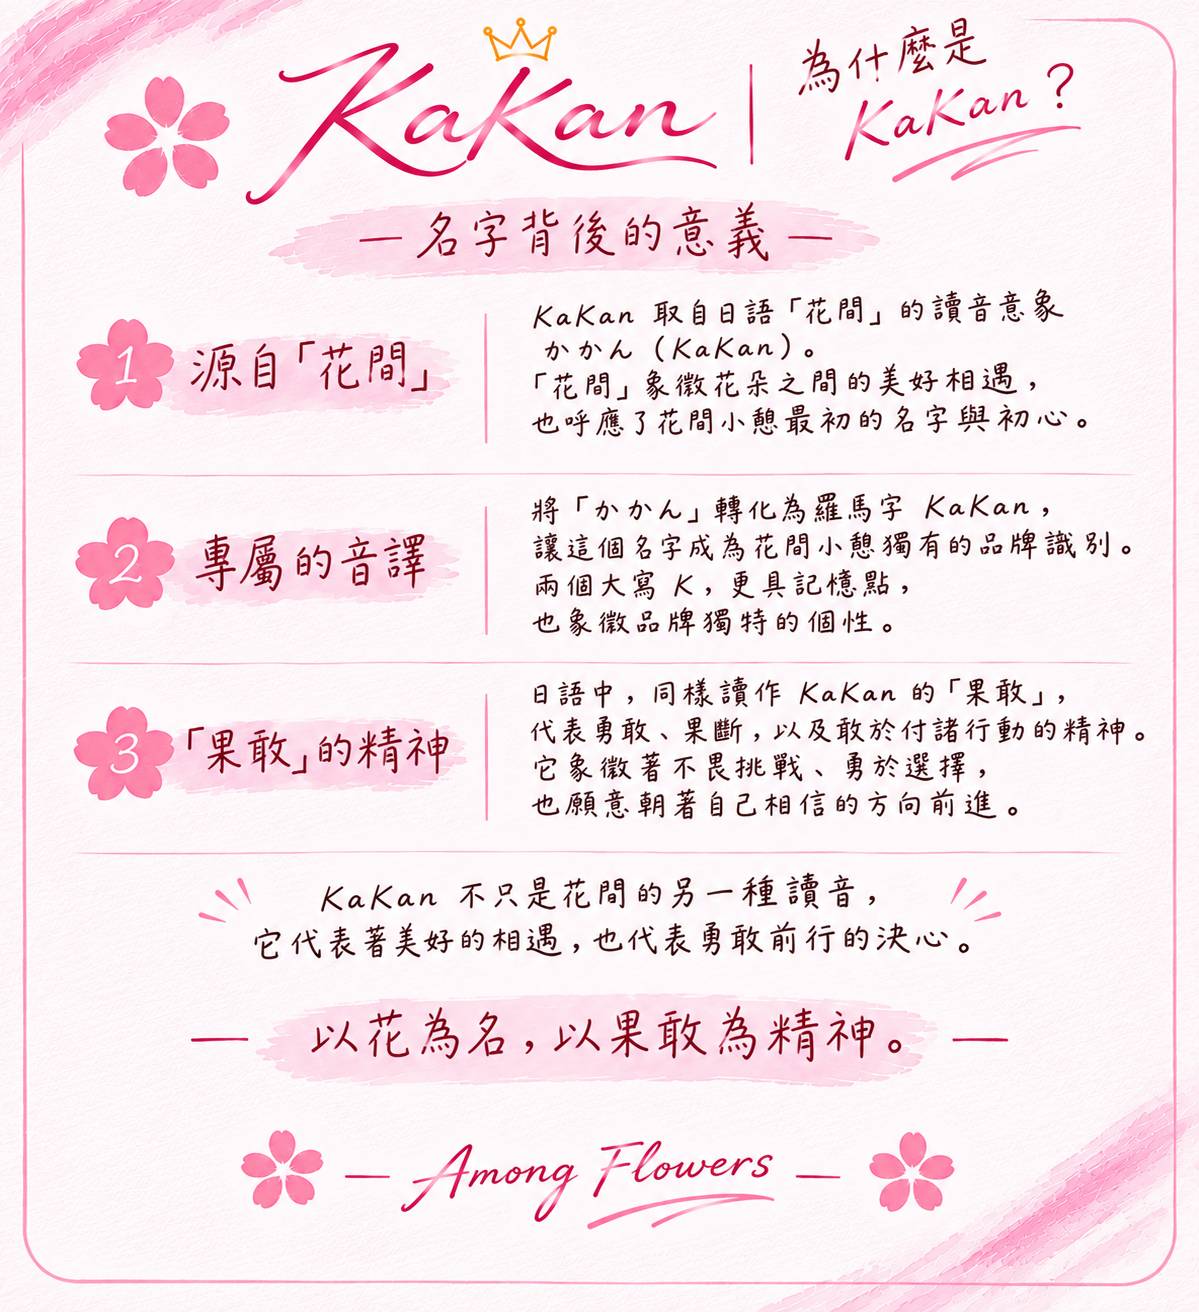 KaKan
為什麼是
KaKan?
名字背後的意義
1 源自「花間」
KaKan 取自日語「花間」的讀音意象
かかん (KaKan)。
「花間」象徵花朵之間的美好相遇，
也呼應了花間小憩最初的名字與初心。
2 專屬的音譯
將「かかん」轉化為羅馬字 KaKan，
讓這個名字成為花間小憩獨有的品牌識別。
兩個大寫 K，更具記憶點，
也象徵品牌獨特的個性。
3 「果敢」的精神
日語中，同樣讀作 KaKan 的「果敢」，
代表勇敢、果斷，以及敢於付諸行動的精神。
它象徵著不畏挑戰、勇於選擇，
也願意朝著自己相信的方向前進。
KaKan 不只是花間的另一種讀音，
它代表著美好的相遇，也代表勇敢前行的決心。
以花為名，以果敢為精神。
Among Flowers